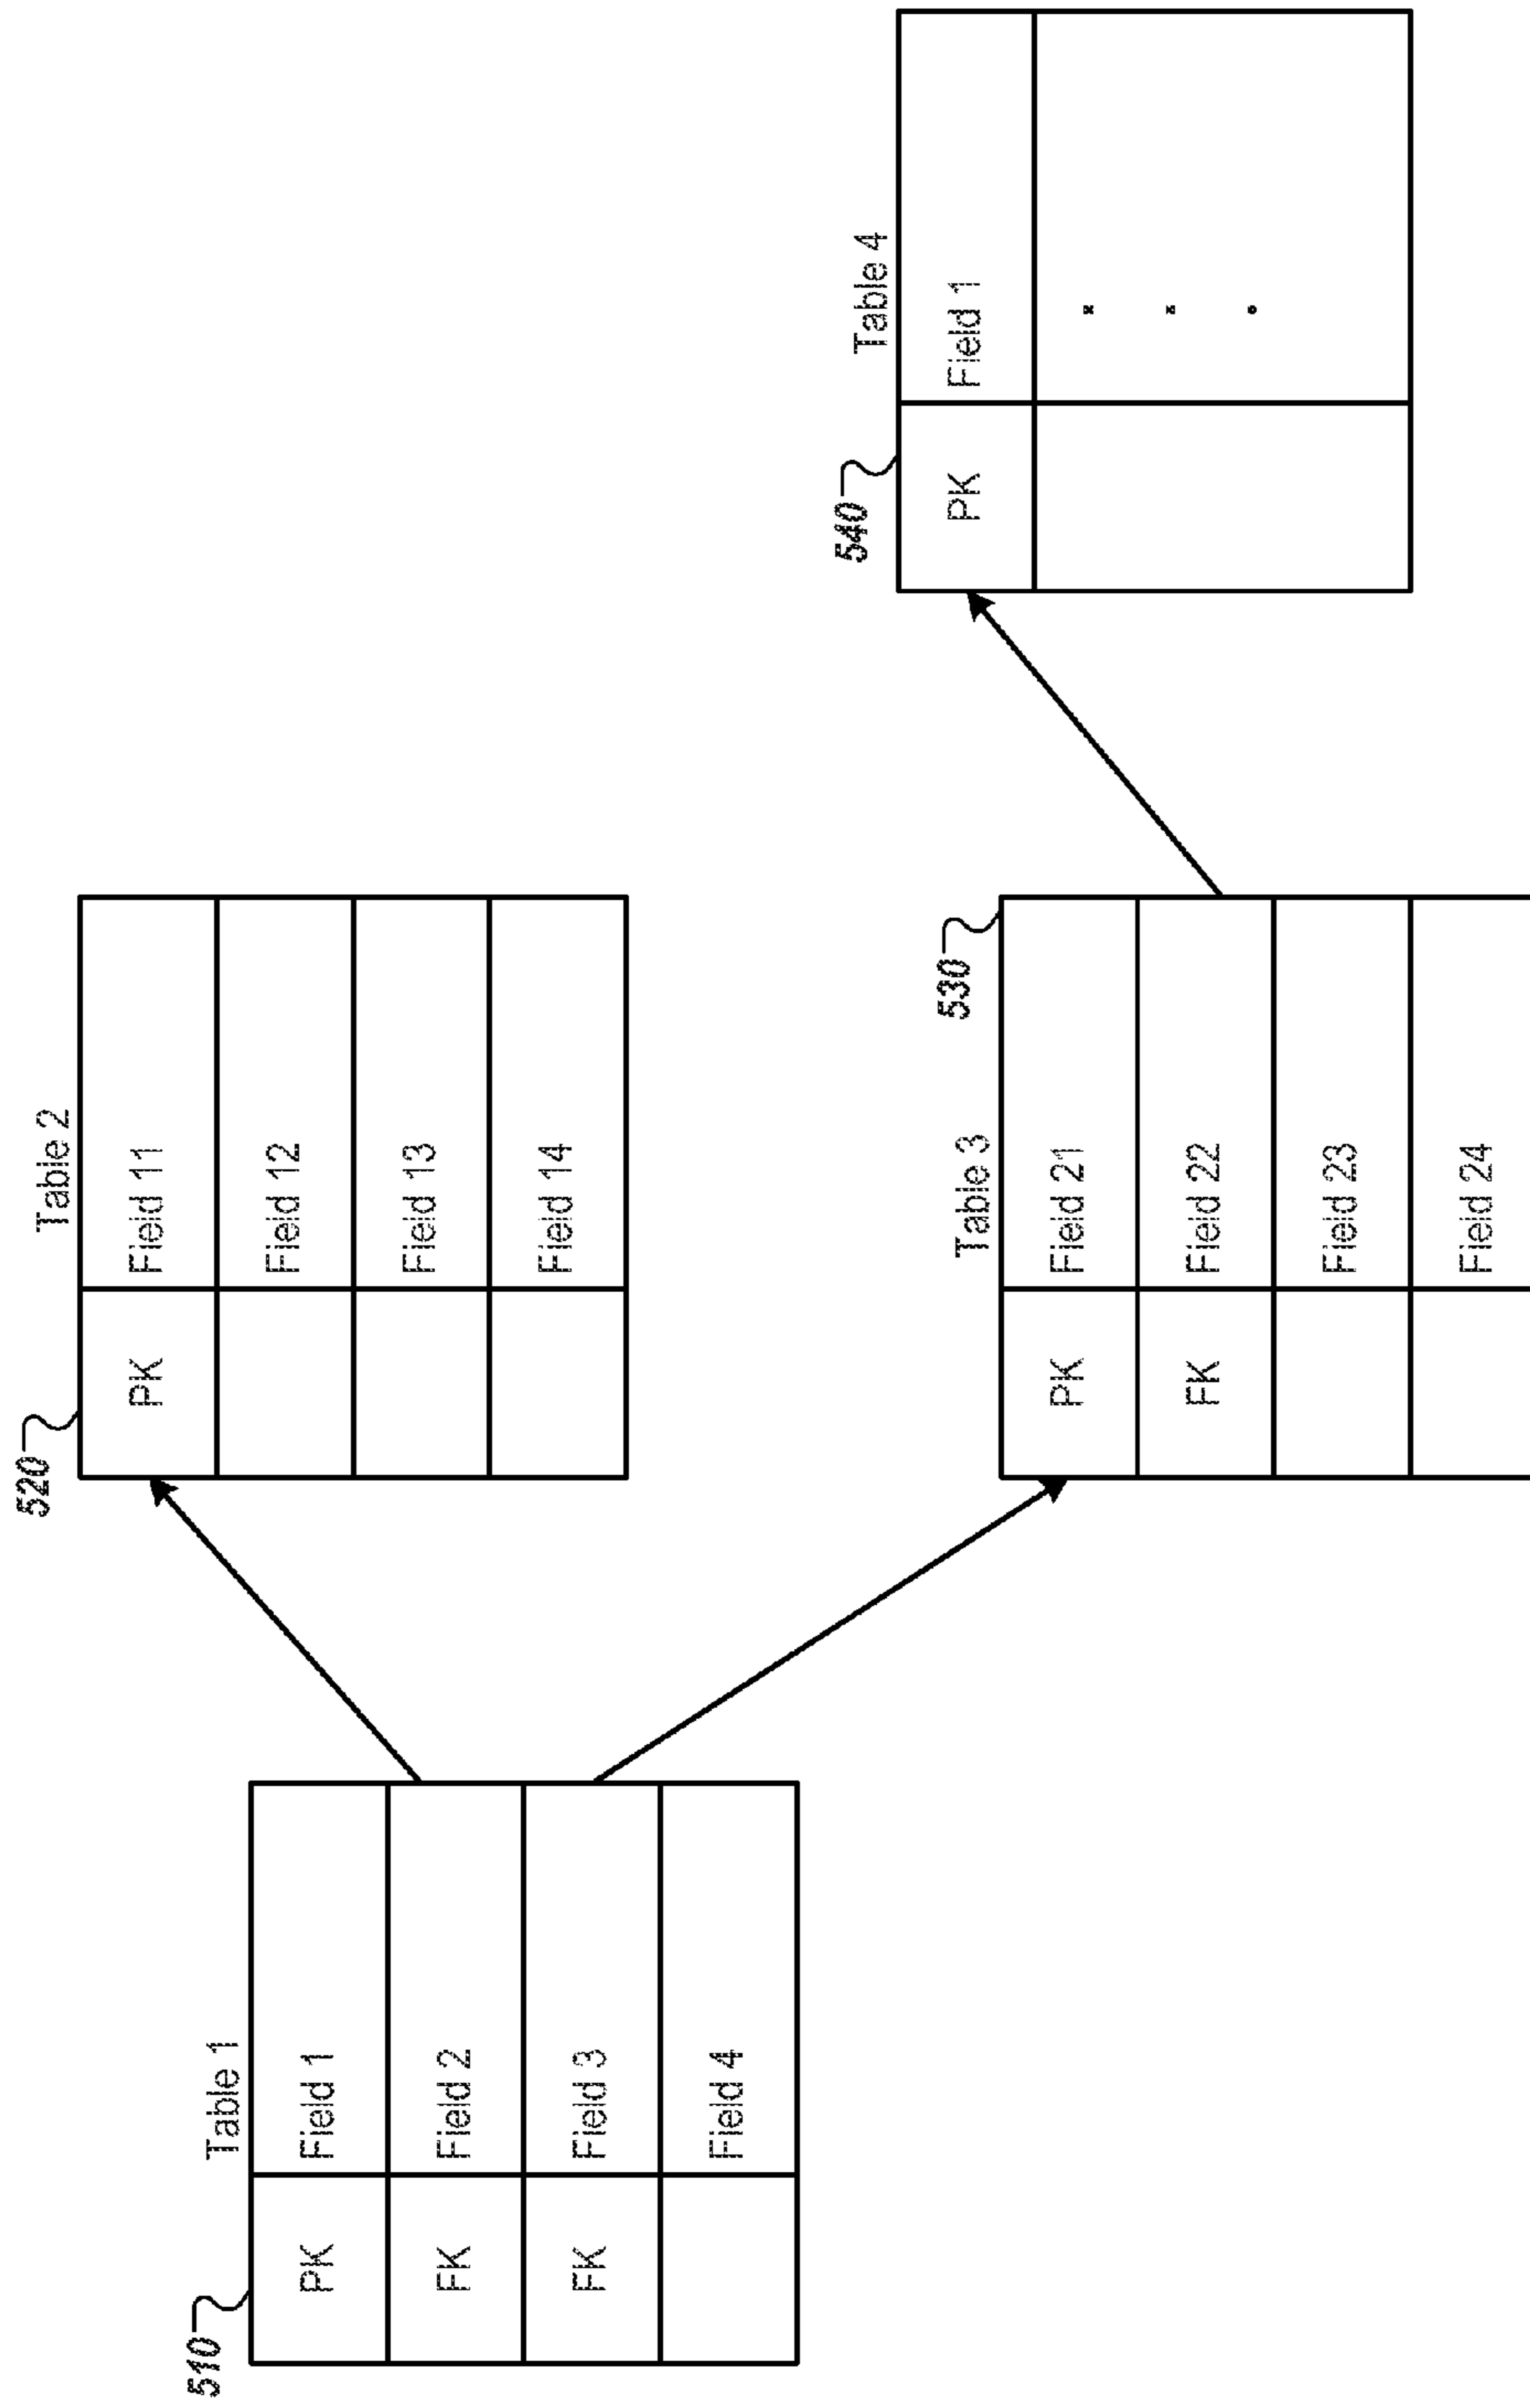 510
Table 1
PK Field 1
FK Field 2
FK Field 3
Field 4
520
Table 2
PK Field 11
Field 12
Field 13
Field 14
530
Table 3
PK Field 21
FK Field 22
Field 23
Field 24
540
Table 4
PK Field 1